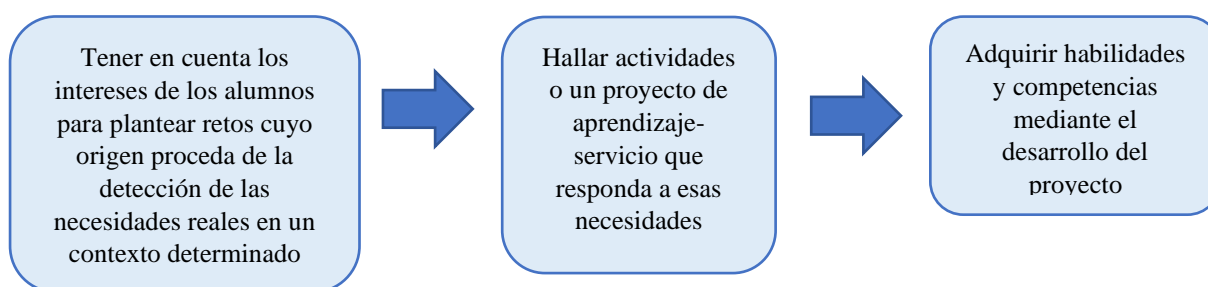 Tener en cuenta los
intereses de los alumnos
para plantear retos cuyo
origen proceda de la
detección de las
necesidades reales en un
contexto determinado
Hallar actividades
o un proyecto de
aprendizaje-
servicio que
responda a esas
necesidades
Adquirir habilidades
y competencias
mediante el
desarrollo del
proyecto